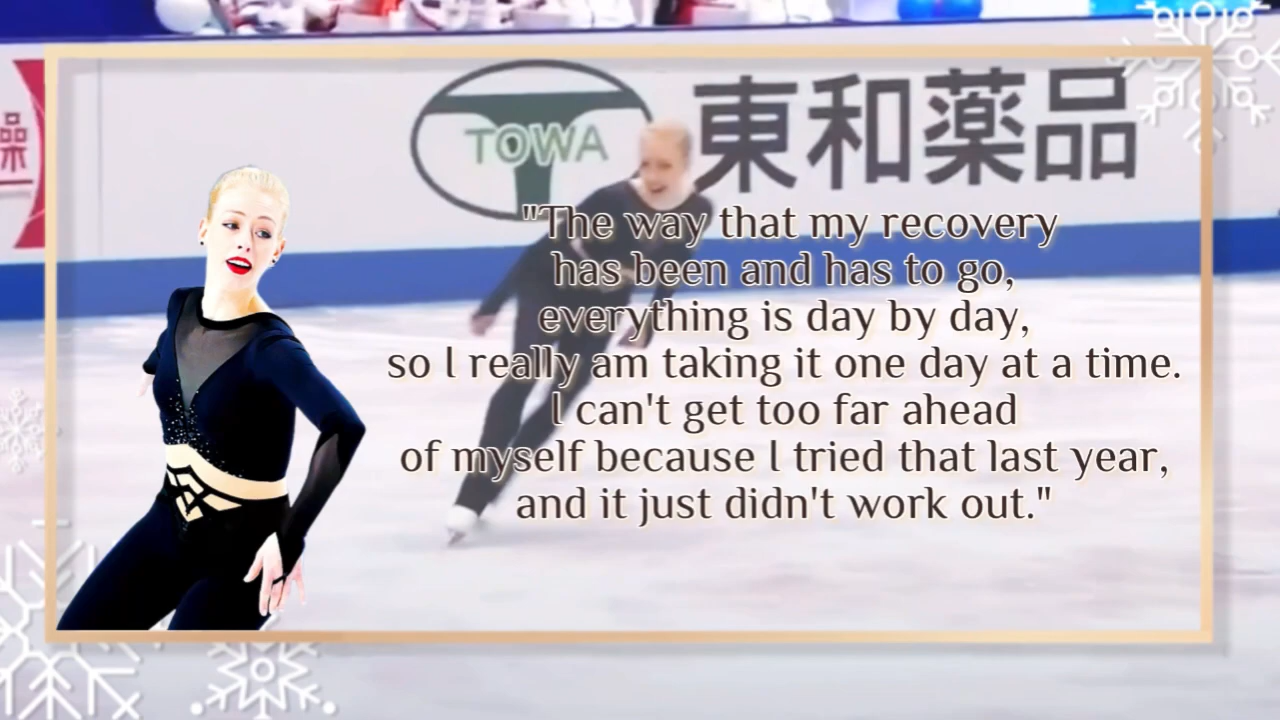 TOWA
東和薬品
"The way that my recovery
has been and has to go,
everything is day by day,
so I really am taking it one day at a time.
I can't get too far ahead
of myself because I tried that last year,
and it just didn't work out."